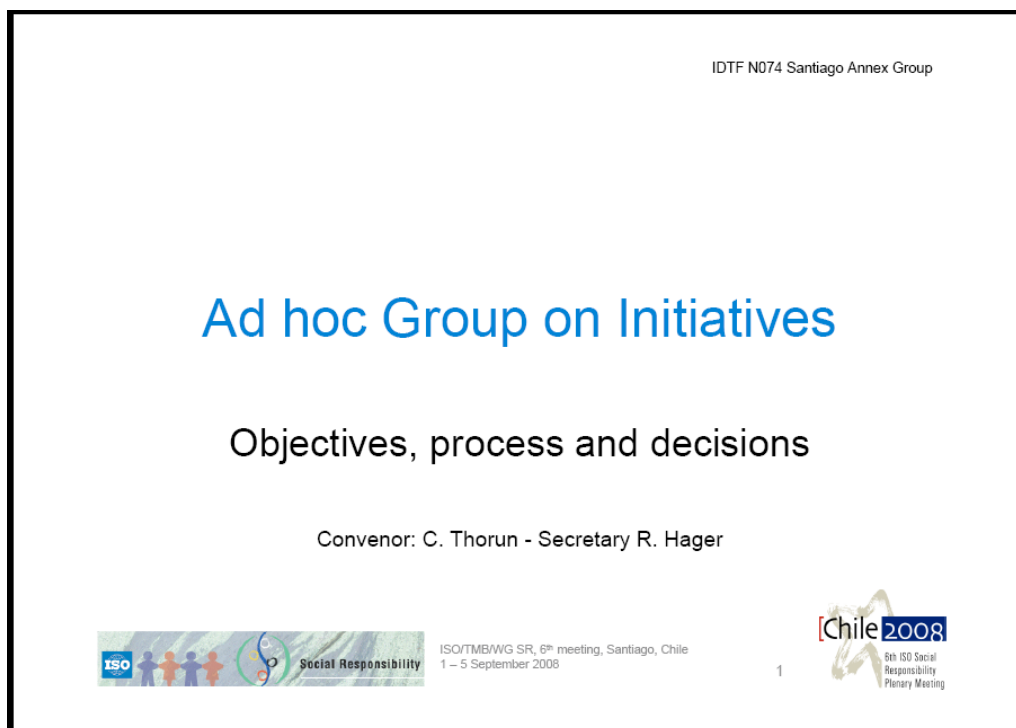 IDTF N074 Santiago Annex Group
Ad hoc Group on Initiatives
Objectives, process and decisions
Convenor: C. Thorun - Secretary R. Hager
ISO
Social Responsibility
ISO/TMB/WG SR, 6th meeting, Santiago, Chile
1 – 5 September 2008
1
[Chile 2008
6th ISO Social
Responsibility
Plenary Meeting